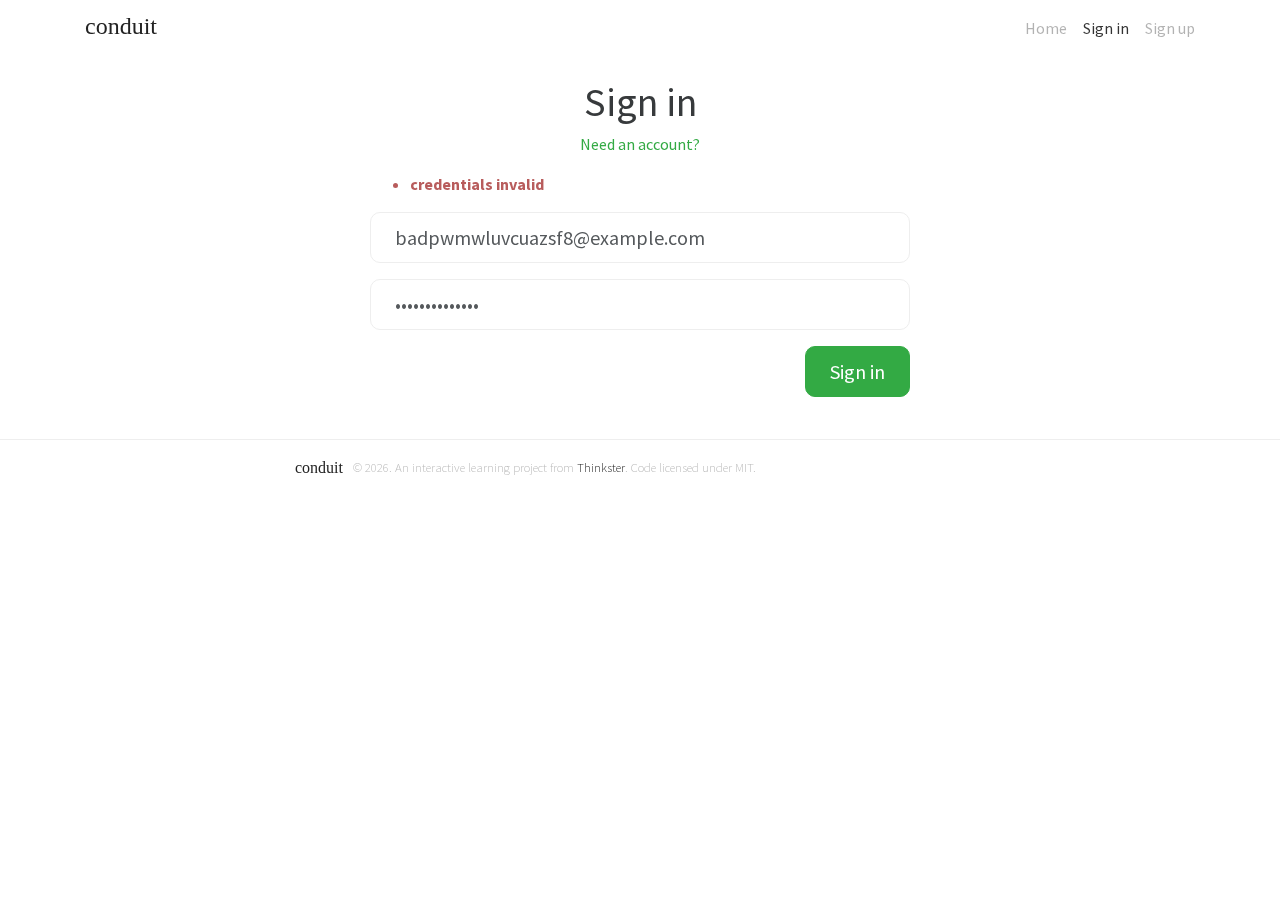 conduit
Home Sign in Sign up
Sign in
Need an account?
• credentials invalid
badpwmwluvcuazsf8@example.com
••••••••••••••
Sign in
conduit © 2026. An interactive learning project from Thinkster. Code licensed under MIT.